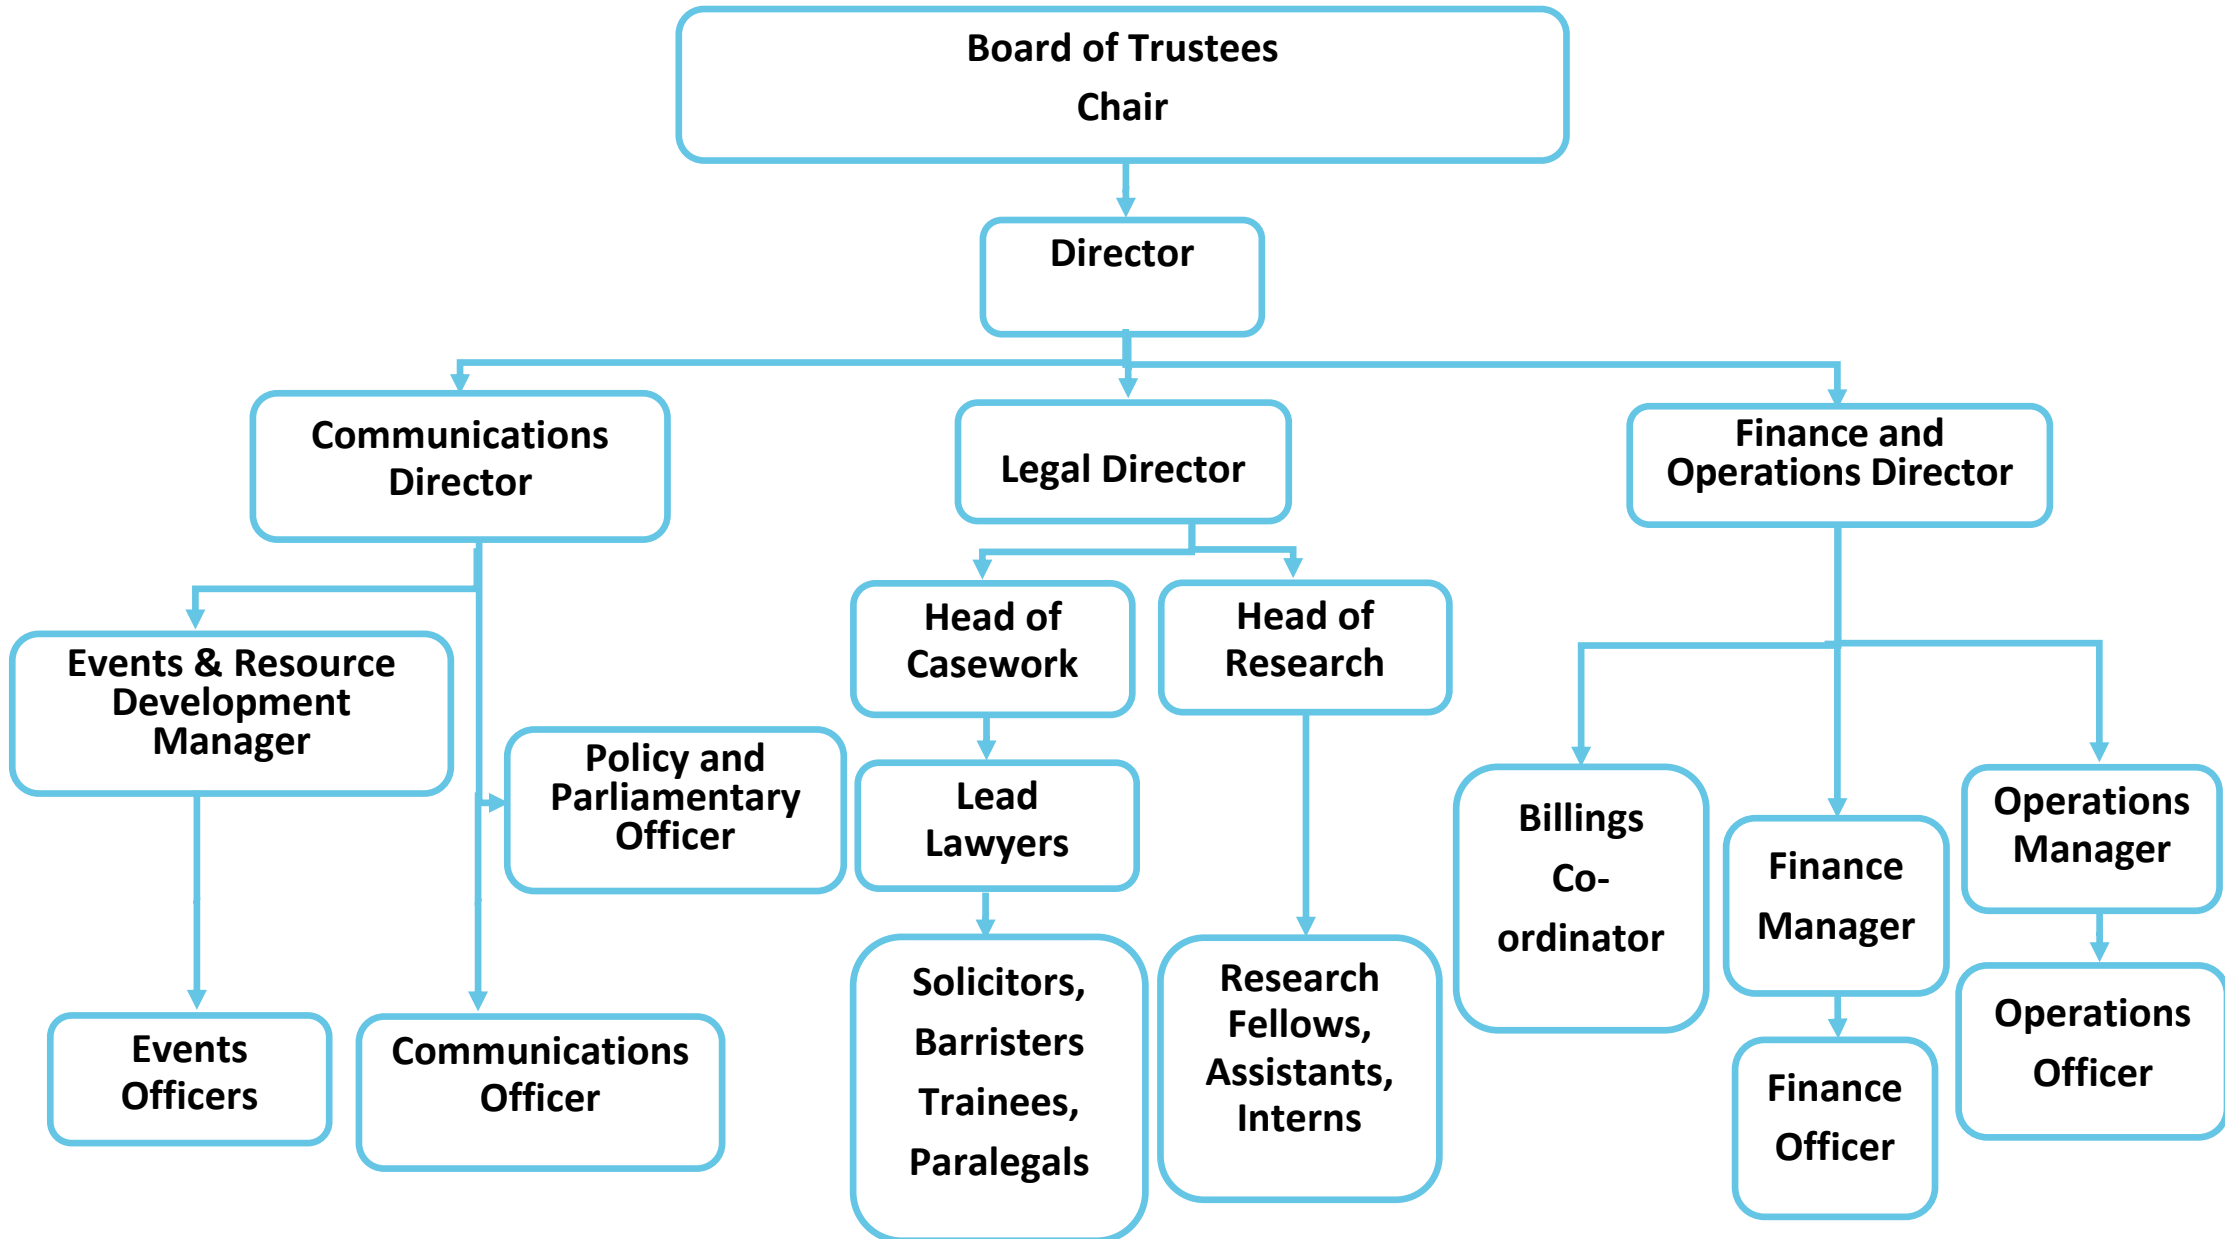 Board of Trustees
Chair
Director
Communications
Director
Legal Director
Finance and
Operations Director
Events & Resource
Development
Manager
Policy and
Parliamentary
Officer
Head of
Casework
Head of
Research
Lead
Lawyers
Billings
Co-
ordinator
Finance
Manager
Operations
Manager
Events
Officers
Communications
Officer
Solicitors,
Barristers
Trainees,
Paralegals
Research
Fellows,
Assistants,
Interns
Finance
Officer
Operations
Officer